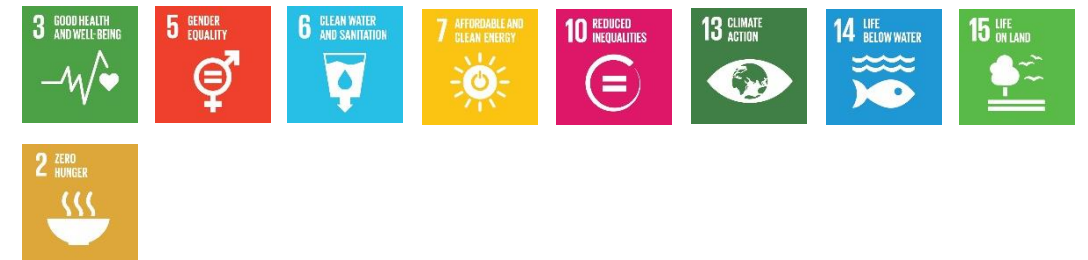 3 GOOD HEALTH
AND WELL-BEING
5 GENDER
EQUALITY
6 CLEAN WATER
AND SANITATION
7 AFFORDABLE AND
CLEAN ENERGY
10 REDUCED
INEQUALITIES
13 CLIMATE
ACTION
14 LIFE
BELOW WATER
15 LIFE
ON LAND
2 ZERO
HUNGER